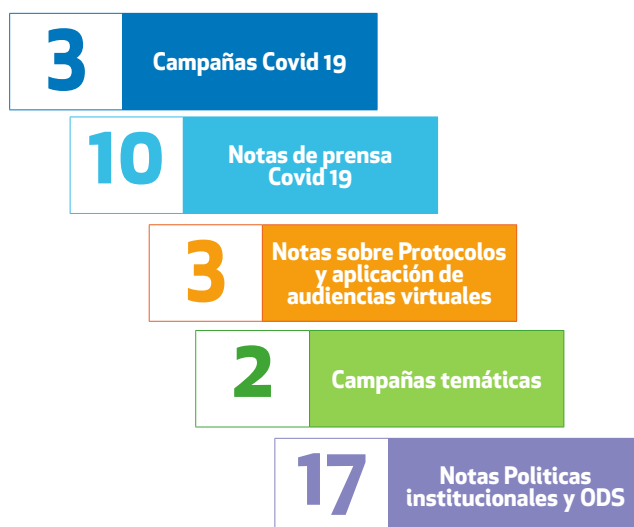 3
Campañas Covid 19
10
Notas de prensa
Covid 19
3
Notas sobre Protocolos
y aplicación de
audiencias virtuales
2
Campañas temáticas
17
Notas Politicas
institucionales y ODS